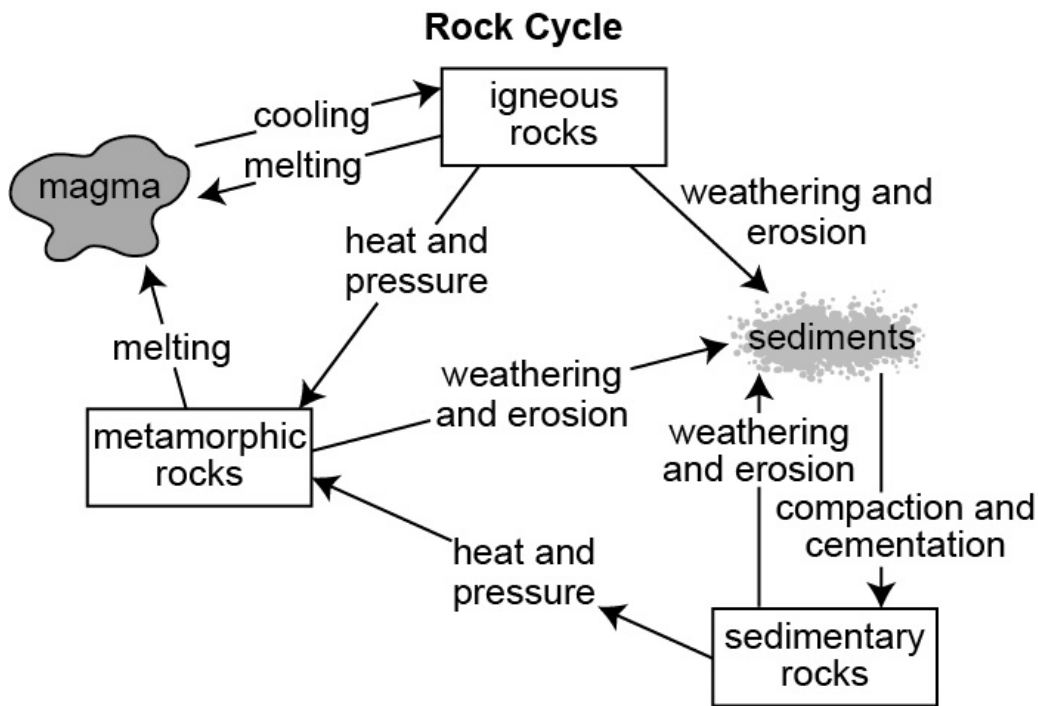 Rock Cycle
igneous
rocks
cooling
melting
magma
weathering and
erosion
heat and
pressure
sediments
melting
weathering
and erosion
metamorphic
rocks
weathering
and erosion
compaction and
cementation
heat and
pressure
sedimentary
rocks